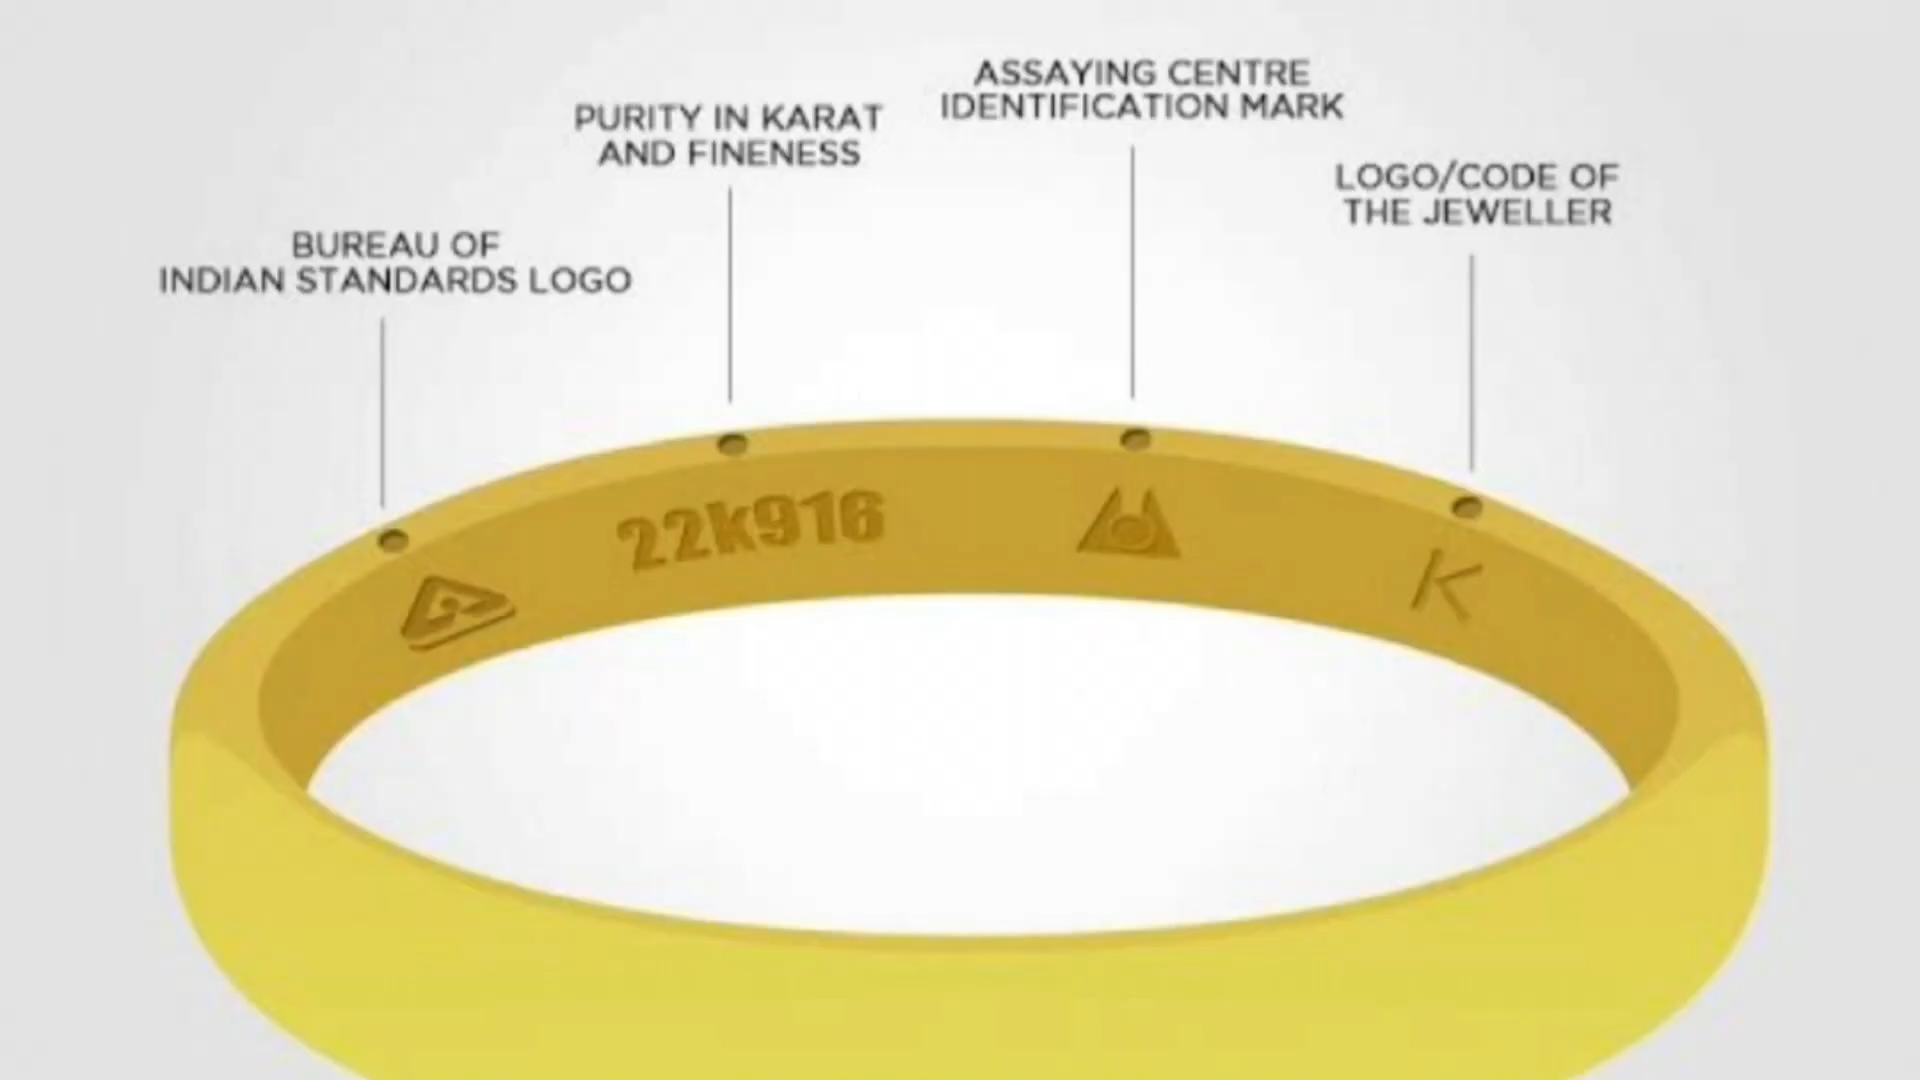 BUREAU OF
INDIAN STANDARDS LOGO
PURITY IN KARAT
AND FINENESS
ASSAYING CENTRE
IDENTIFICATION MARK
LOGO/CODE OF
THE JEWELLER
22k916
K